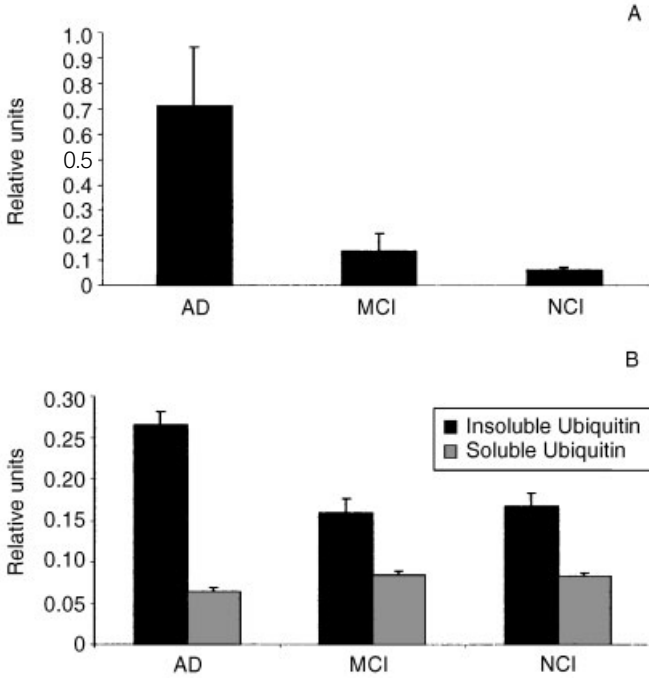 A
Relative units
1.0
0.9
0.8
0.7
0.6
0.5
0.4
0.3
0.2
0.1
0
AD MCI NCI
B
Relative units
0.30
0.25
0.20
0.15
0.10
0.05
0
Insoluble Ubiquitin
Soluble Ubiquitin
AD MCI NCI